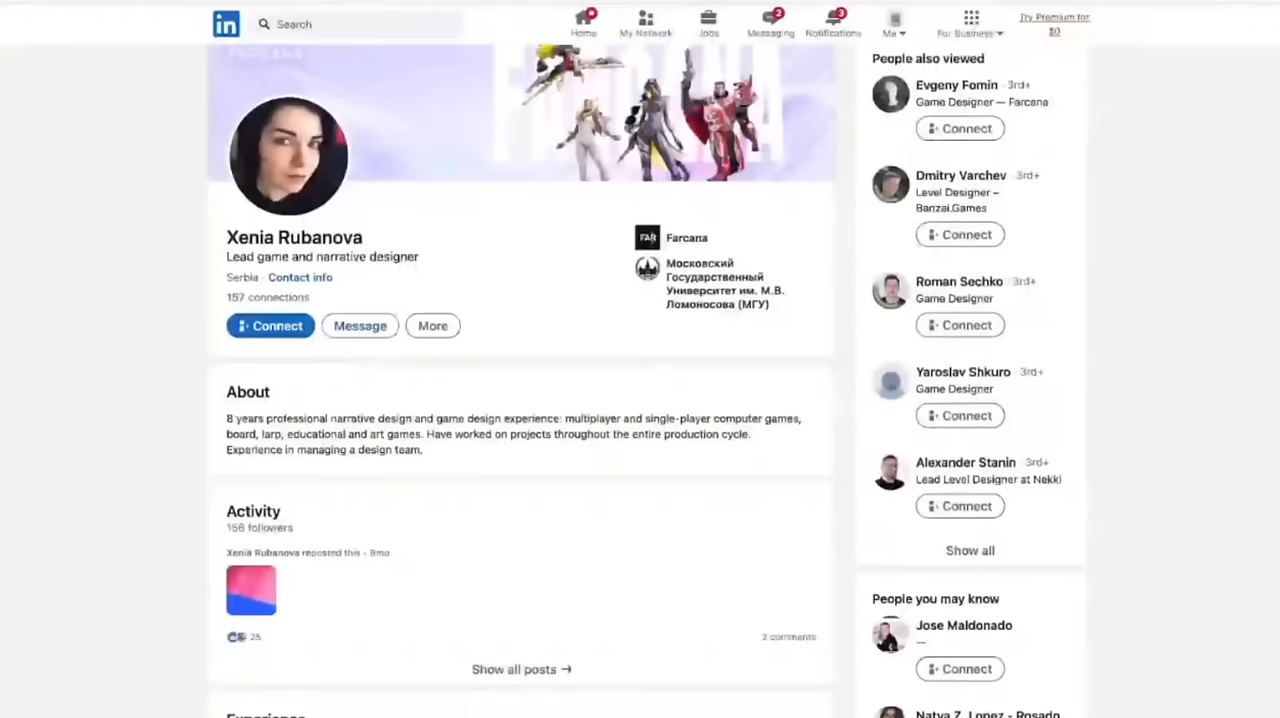 in
Search
2
3
Home
My Network
Jobs
Messaging
Notifications
Me
For Business
Try Premium for
$0
FARCANA
Xenia Rubanova
Lead game and narrative designer
Serbia · Contact info
157 connections
Connect
Message
More
FAR
Farcana
Московский
Государственный
Университет им. М.В.
Ломоносова (МГУ)
About
8 years professional narrative design and game design experience: multiplayer and single-player computer games,
board, larp, educational and art games. Have worked on projects throughout the entire production cycle.
Experience in managing a design team.
Activity
156 followers
Xenia Rubanova reposted this · 9mo
25
2 comments
Show all posts →
Experience
People also viewed
Evgeny Fomin · 3rd+
Game Designer — Farcana
Connect
Dmitry Varchev · 3rd+
Level Designer –
Banzai.Games
Connect
Roman Sechko · 3rd+
Game Designer
Connect
Yaroslav Shkuro · 3rd+
Game Designer
Connect
Alexander Stanin · 3rd+
Lead Level Designer at Nekki
Connect
Show all
People you may know
Jose Maldonado
--
Connect
Natya Z. Lopez - Rosado